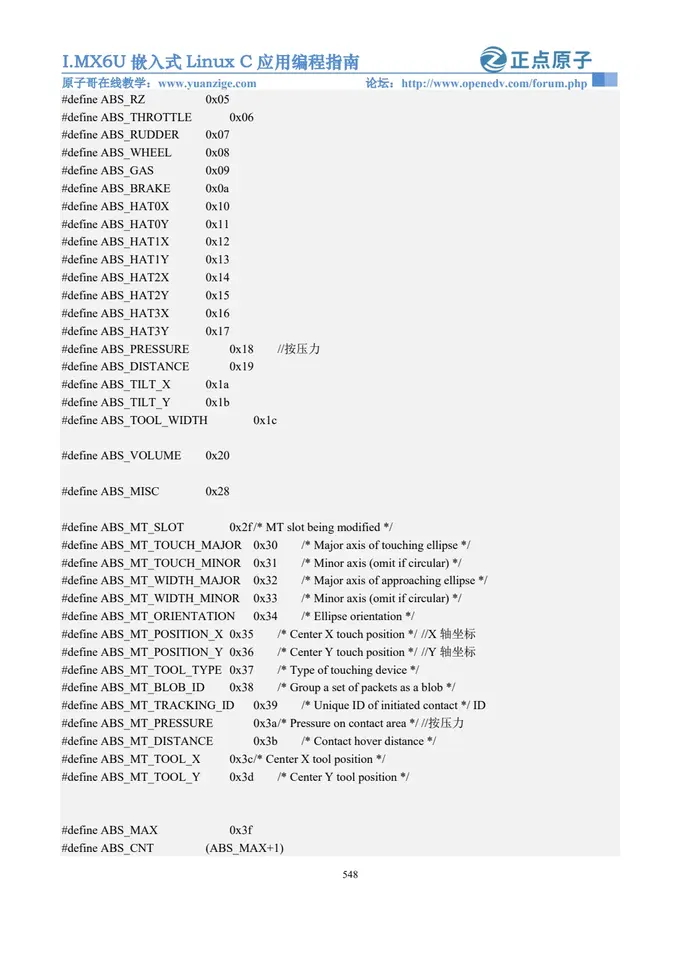 I.MX6U 嵌入式 Linux C 应用编程指南
正点原子
原子哥在线教学：www.yuanzige.com 论坛：http://www.openedv.com/forum.php
#define ABS_RZ 0x05
#define ABS_THROTTLE 0x06
#define ABS_RUDDER 0x07
#define ABS_WHEEL 0x08
#define ABS_GAS 0x09
#define ABS_BRAKE 0x0a
#define ABS_HAT0X 0x10
#define ABS_HAT0Y 0x11
#define ABS_HAT1X 0x12
#define ABS_HAT1Y 0x13
#define ABS_HAT2X 0x14
#define ABS_HAT2Y 0x15
#define ABS_HAT3X 0x16
#define ABS_HAT3Y 0x17
#define ABS_PRESSURE 0x18 //按压力
#define ABS_DISTANCE 0x19
#define ABS_TILT_X 0x1a
#define ABS_TILT_Y 0x1b
#define ABS_TOOL_WIDTH 0x1c
#define ABS_VOLUME 0x20
#define ABS_MISC 0x28
#define ABS_MT_SLOT 0x2f/* MT slot being modified */
#define ABS_MT_TOUCH_MAJOR 0x30 /* Major axis of touching ellipse */
#define ABS_MT_TOUCH_MINOR 0x31 /* Minor axis (omit if circular) */
#define ABS_MT_WIDTH_MAJOR 0x32 /* Major axis of approaching ellipse */
#define ABS_MT_WIDTH_MINOR 0x33 /* Minor axis (omit if circular) */
#define ABS_MT_ORIENTATION 0x34 /* Ellipse orientation */
#define ABS_MT_POSITION_X 0x35 /* Center X touch position */ //X 轴坐标
#define ABS_MT_POSITION_Y 0x36 /* Center Y touch position */ //Y 轴坐标
#define ABS_MT_TOOL_TYPE 0x37 /* Type of touching device */
#define ABS_MT_BLOB_ID 0x38 /* Group a set of packets as a blob */
#define ABS_MT_TRACKING_ID 0x39 /* Unique ID of initiated contact */ ID
#define ABS_MT_PRESSURE 0x3a/* Pressure on contact area */ //按压力
#define ABS_MT_DISTANCE 0x3b /* Contact hover distance */
#define ABS_MT_TOOL_X 0x3c/* Center X tool position */
#define ABS_MT_TOOL_Y 0x3d /* Center Y tool position */
#define ABS_MAX 0x3f
#define ABS_CNT (ABS_MAX+1)
548